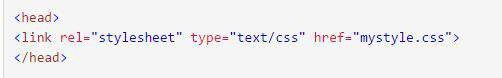 <head>
<link rel="stylesheet" type="text/css" href="mystyle.css">
</head>